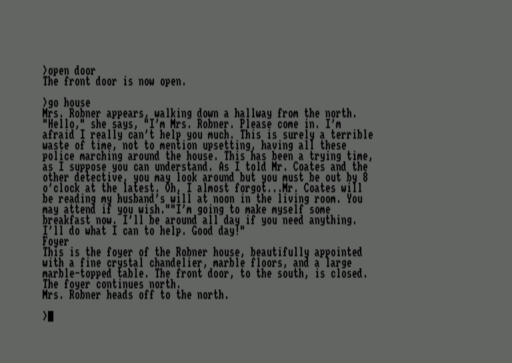 >open door
The front door is now open.
>go house
Mrs. Robner appears, walking down a hallway from the north.
"Hello," she says, "I'm Mrs. Robner. Please come in. I'm
afraid I really can't help you much. This is surely a terrible
waste of time, not to mention upsetting, having all these
police marching around the house. This has been a trying time,
as I suppose you can understand. As I told Mr. Coates and the
other detective, you may look around but you must be out by 8
o'clock at the latest. Oh, I almost forgot...Mr. Coates will
be reading my husband's will at noon in the living room. You
may attend if you wish.""I'm going to make myself some
breakfast now. I'll be around all day if you need anything.
I'll do what I can to help. Good day!"
Foyer
This is the foyer of the Robner house, beautifully appointed
with a fine crystal chandelier, marble floors, and a large
marble-topped table. The front door, to the south, is closed.
The foyer continues north.
Mrs. Robner heads off to the north.
>